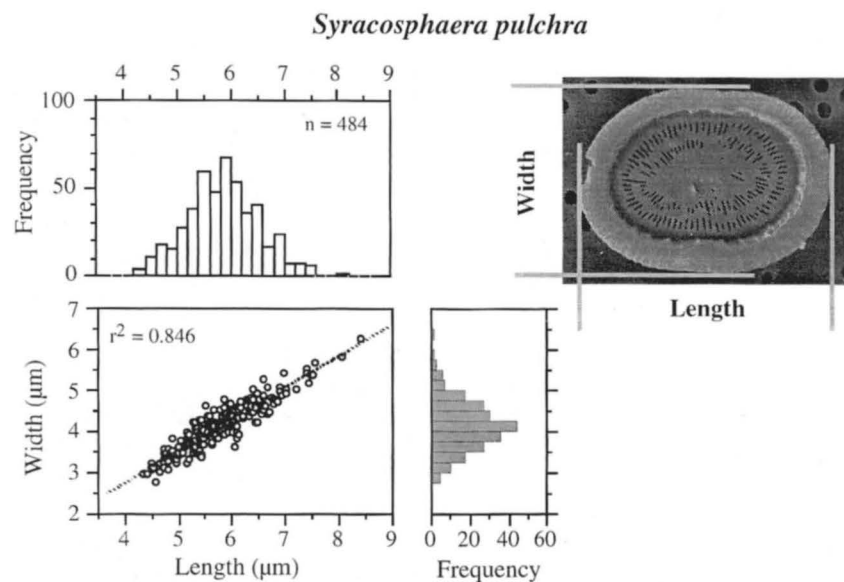 Syracosphaera pulchra
4 5 6 7 8 9
100
n = 484
Frequency
50
0
Width
Length
7
r² = 0.846
6
5
Width (µm)
4
3
2
4 5 6 7 8 9
Length (µm)
0 20 40 60
Frequency